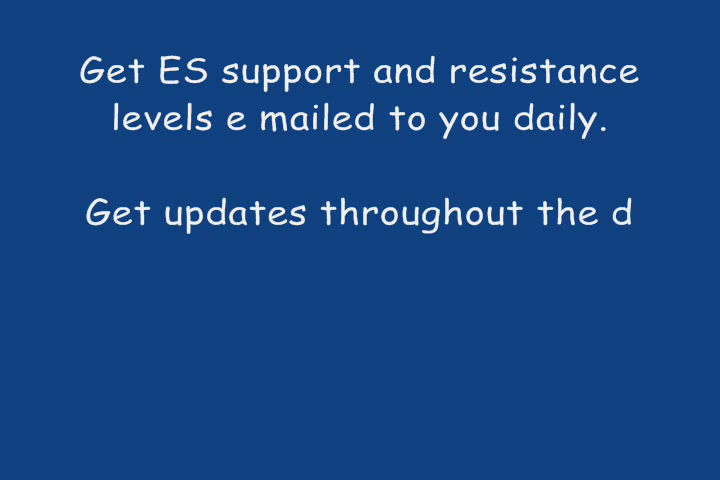 Get ES support and resistance
levels e mailed to you daily.
Get updates throughout the d